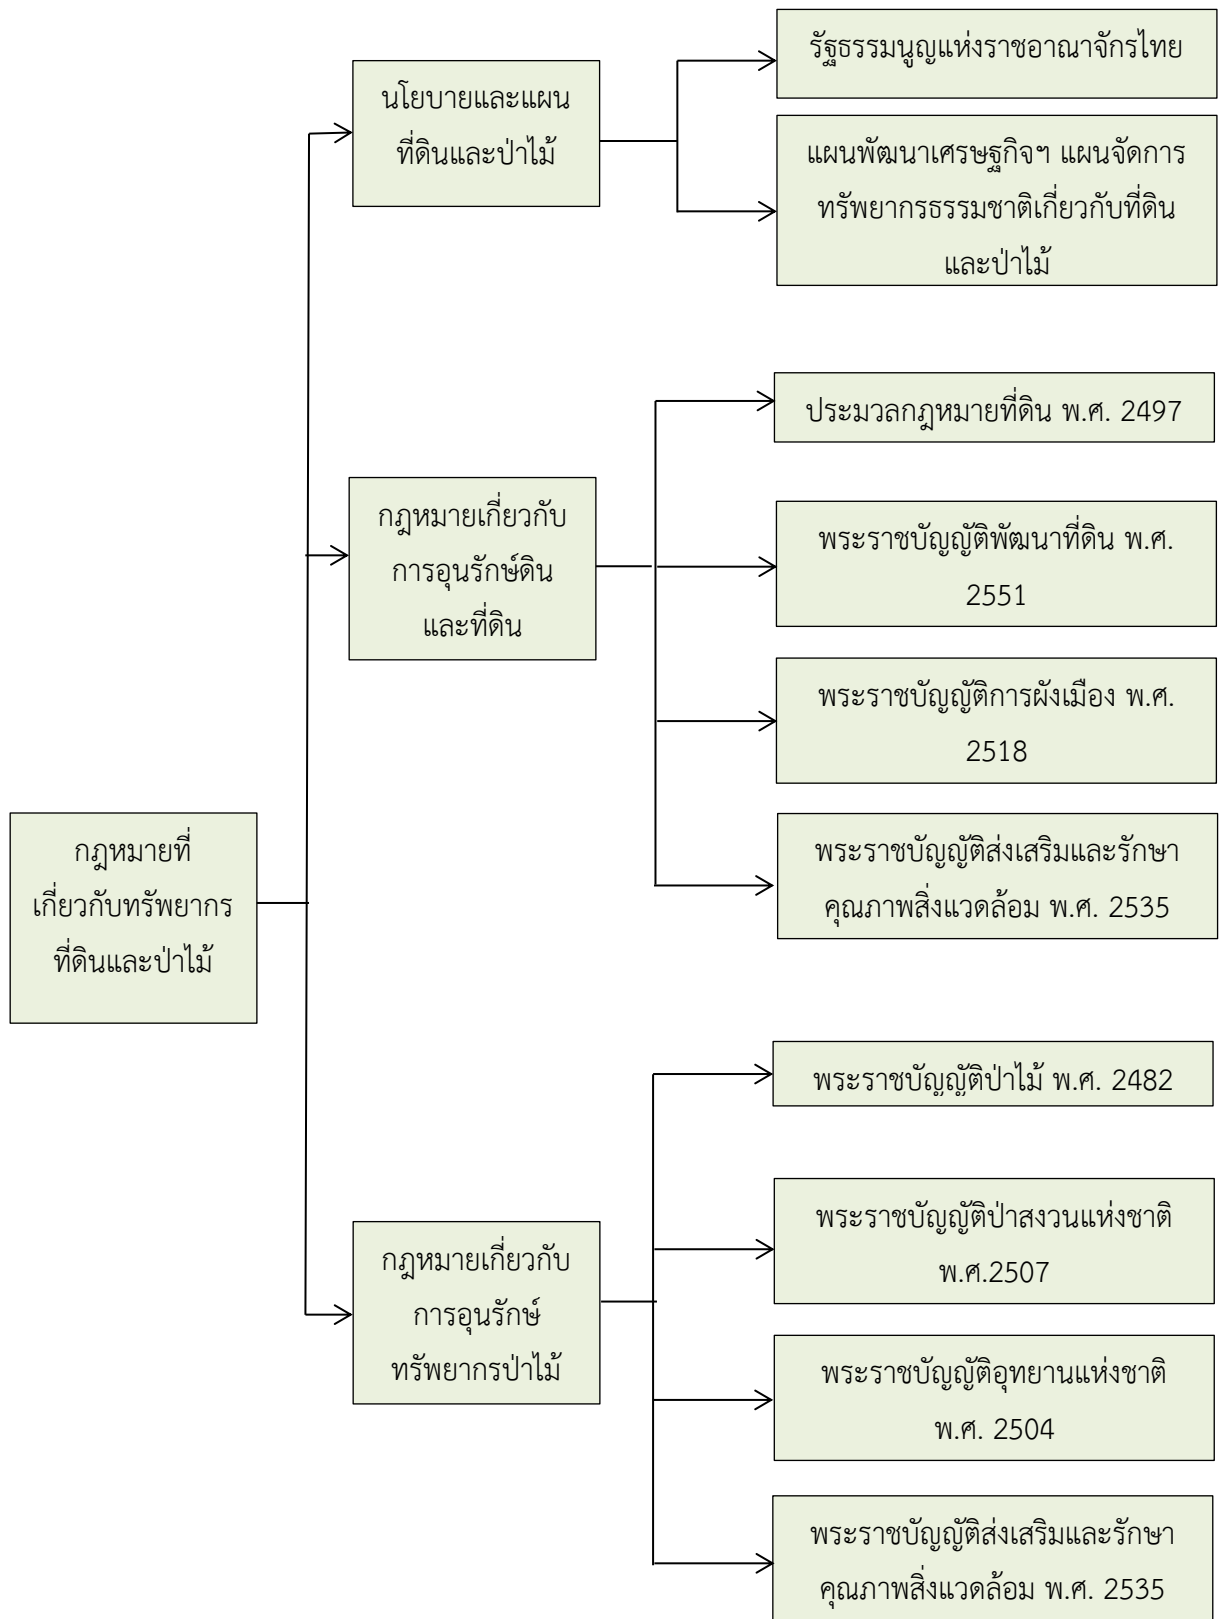 รัฐธรรมนูญแห่งราชอาณาจักรไทย
นโยบายและแผน
ที่ดินและป่าไม้
แผนพัฒนาเศรษฐกิจฯ แผนจัดการ
ทรัพยากรธรรมชาติเกี่ยวกับที่ดิน
และป่าไม้
ประมวลกฎหมายที่ดิน พ.ศ. 2497
กฎหมายเกี่ยวกับ
การอุนรักษ์ดิน
และที่ดิน
พระราชบัญญัติพัฒนาที่ดิน พ.ศ.
2551
พระราชบัญญัติการผังเมือง พ.ศ.
2518
พระราชบัญญัติส่งเสริมและรักษา
คุณภาพสิ่งแวดล้อม พ.ศ. 2535
กฎหมายที่
เกี่ยวกับทรัพยากร
ที่ดินและป่าไม้
พระราชบัญญัติป่าไม้ พ.ศ. 2482
กฎหมายเกี่ยวกับ
การอุนรักษ์
ทรัพยากรป่าไม้
พระราชบัญญัติป่าสงวนแห่งชาติ
พ.ศ.2507
พระราชบัญญัติอุทยานแห่งชาติ
พ.ศ. 2504
พระราชบัญญัติส่งเสริมและรักษา
คุณภาพสิ่งแวดล้อม พ.ศ. 2535